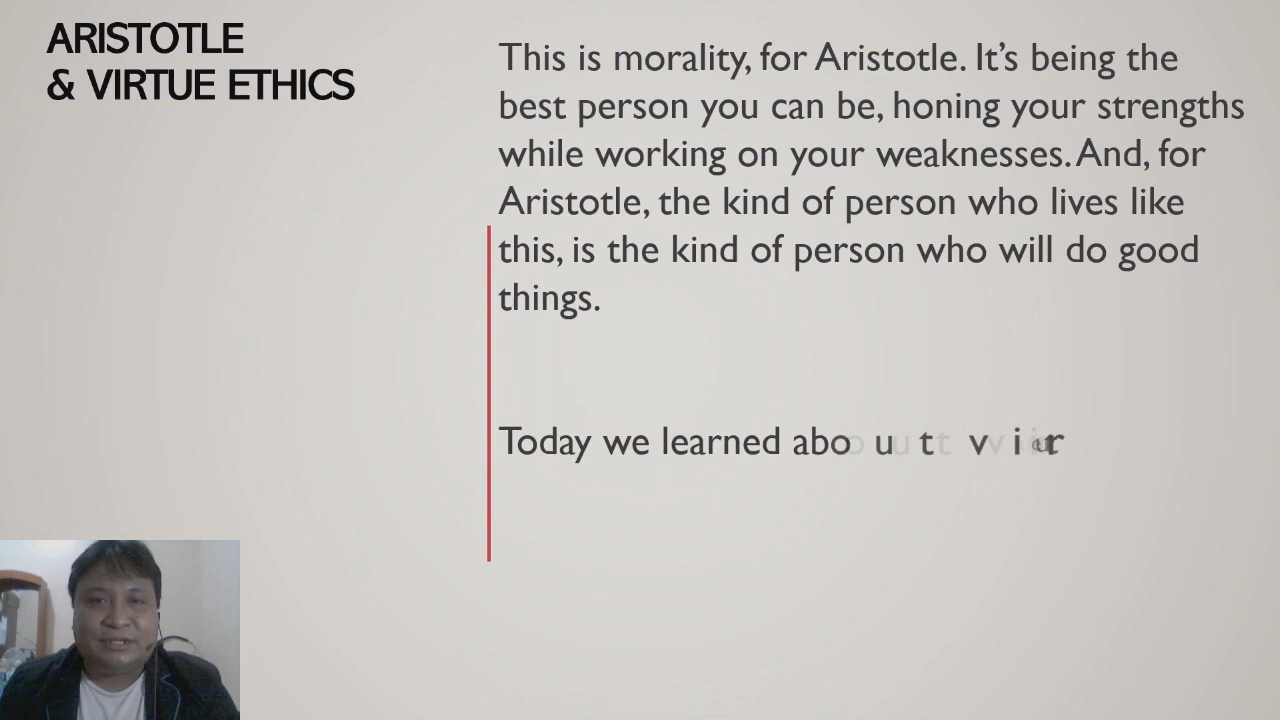 ARISTOTLE
& VIRTUE ETHICS
This is morality, for Aristotle. It’s being the
best person you can be, honing your strengths
while working on your weaknesses. And, for
Aristotle, the kind of person who lives like
this, is the kind of person who will do good
things.
Today we learned about